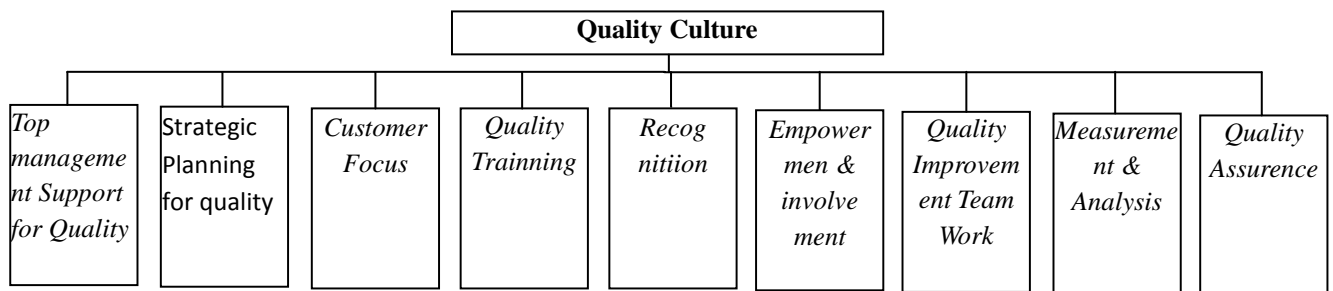 Quality Culture
Top
manageme
nt Support
for Quality
Strategic
Planning
for quality
Customer
Focus
Quality
Trainning
Recog
nitiion
Empower
men &
involve
ment
Quality
Improvem
ent Team
Work
Measureme
nt &
Analysis
Quality
Assurence